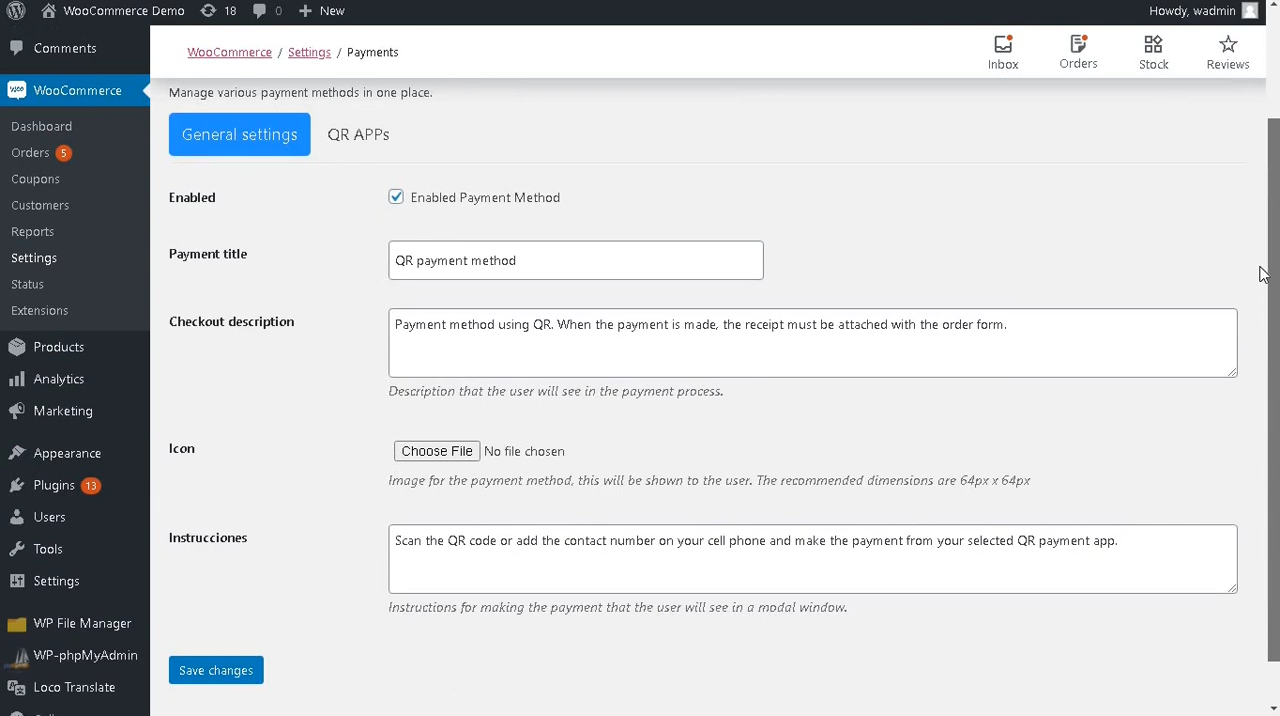 WooCommerce Demo 18 0 New Howdy, wadmin
Comments
WooCommerce
Dashboard
Orders 5
Coupons
Customers
Reports
Settings
Status
Extensions
Products
Analytics
Marketing
Appearance
Plugins 13
Users
Tools
Settings
WP File Manager
WP-phpMyAdmin
Loco Translate
WooCommerce / Settings / Payments
Inbox Orders Stock Reviews
Manage various payment methods in one place.
General settings QR APPs
Enabled Enabled Payment Method
Payment title QR payment method
Checkout description Payment method using QR. When the payment is made, the receipt must be attached with the order form.
Description that the user will see in the payment process.
Icon Choose File No file chosen
Image for the payment method, this will be shown to the user. The recommended dimensions are 64px x 64px
Instrucciones Scan the QR code or add the contact number on your cell phone and make the payment from your selected QR payment app.
Instructions for making the payment that the user will see in a modal window.
Save changes